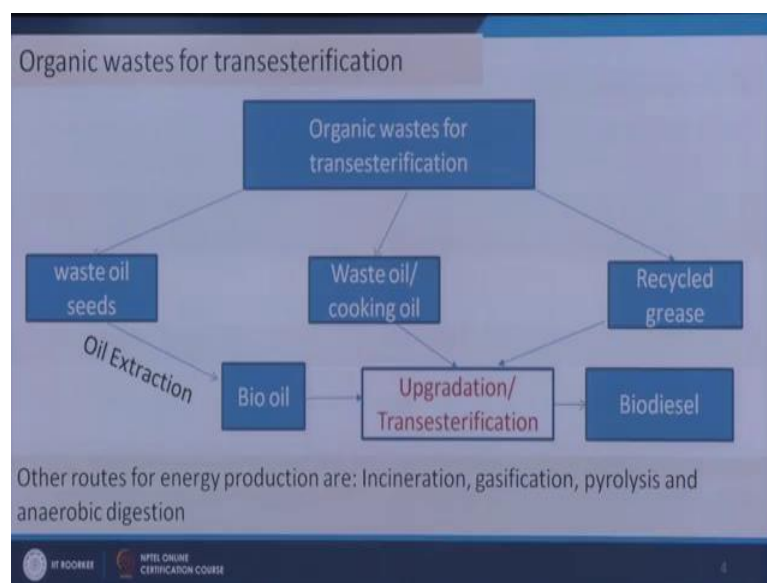 Organic wastes for transesterification
Organic wastes for
transesterification
waste oil
seeds
Waste oil/
cooking oil
Recycled
grease
Oil Extraction
Bio oil
Upgradation/
Transesterification
Biodiesel
Other routes for energy production are: Incineration, gasification, pyrolysis and
anaerobic digestion
IIT ROORKEE
NPTEL ONLINE
CERTIFICATION COURSE
4